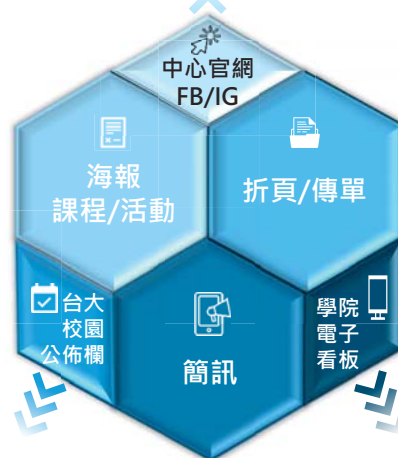 中心官網
FB/IG
海報
課程/活動
折頁/傳單
台大
校園
公佈欄
簡訊
學院
電子
看板